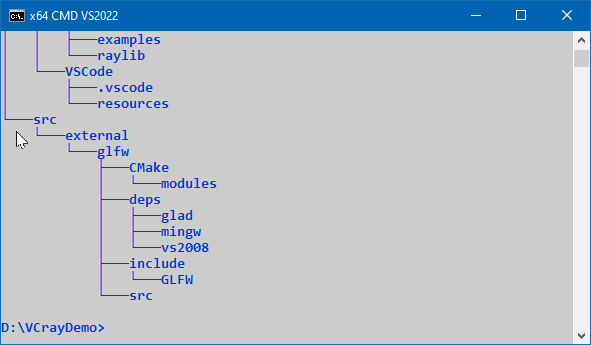 x64 CMD VS2022
│   │   │   ├───examples
│   │   │   └───raylib
│   └───VSCode
│       ├───.vscode
│       └───resources
└───src
    └───external
        └───glfw
            ├───CMake
            │   └───modules
            ├───deps
            │   ├───glad
            │   ├───mingw
            │   └───vs2008
            ├───include
            │   └───GLFW
            └───src
D:\VCrayDemo>